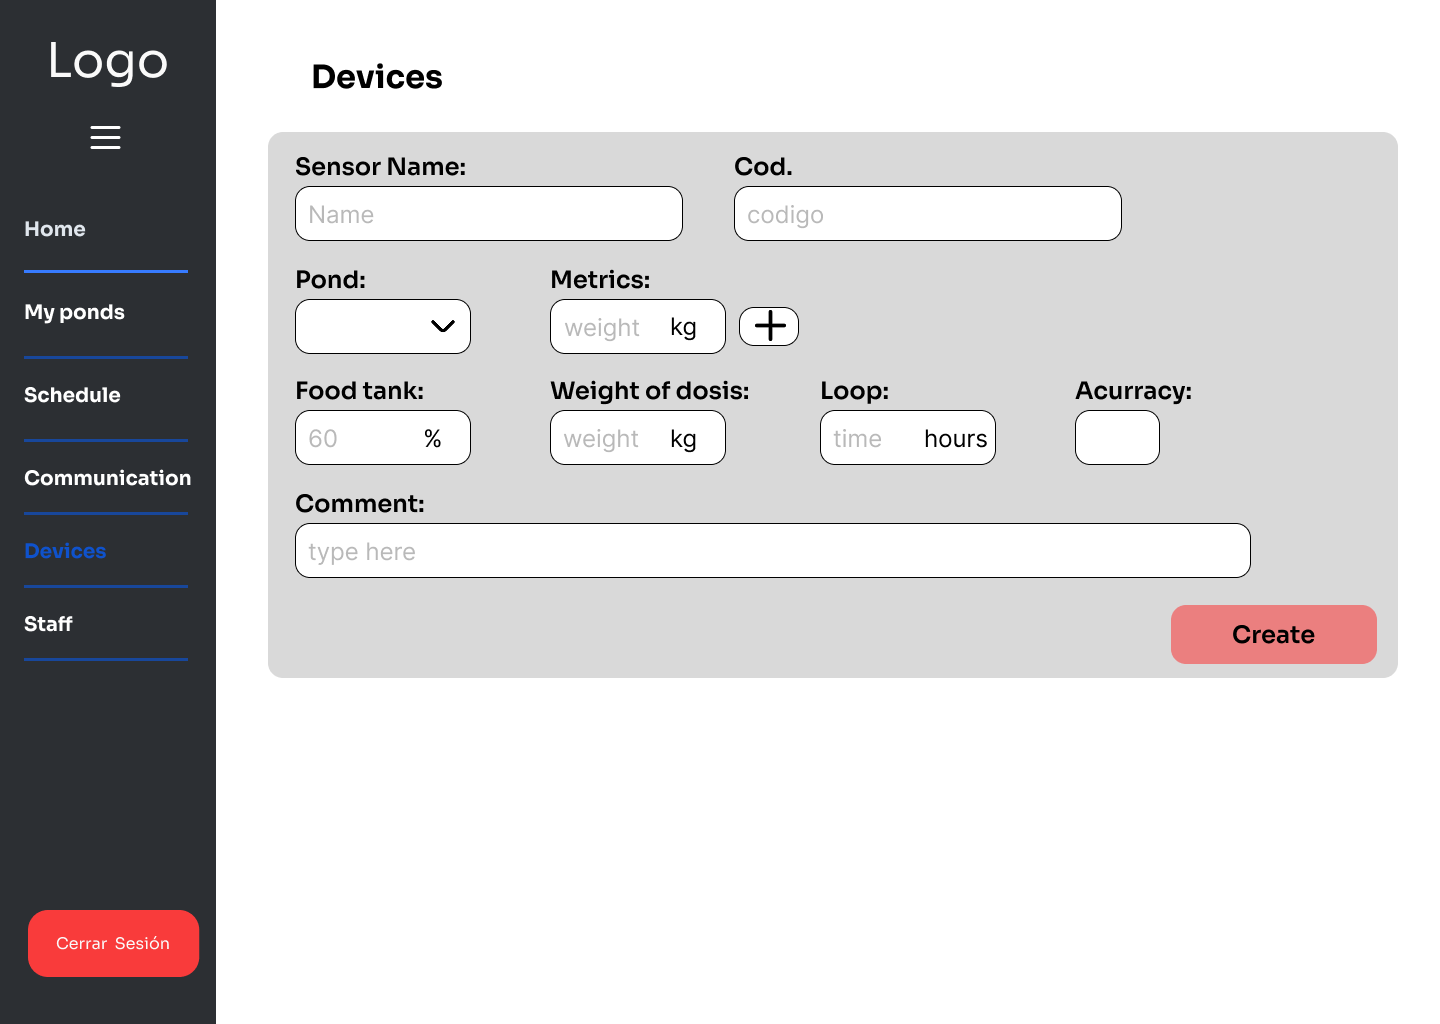 Logo
Home
My ponds
Schedule
Communication
Devices
Staff
Cerrar Sesión
Devices
Sensor Name:
Name
Cod.
codigo
Pond:
Metrics:
weight kg
Food tank:
60 %
Weight of dosis:
weight kg
Loop:
time hours
Acurracy:
Comment:
type here
Create